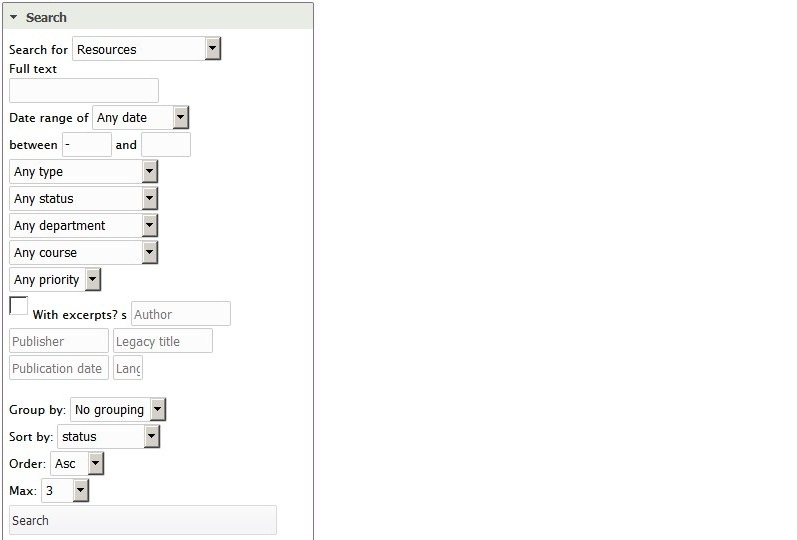 Search
Search for Resources
Full text
Date range of Any date
between - and
Any type
Any status
Any department
Any course
Any priority
With excerpts? s Author
Publisher Legacy title
Publication date Lang
Group by: No grouping
Sort by: status
Order: Asc
Max: 3
Search